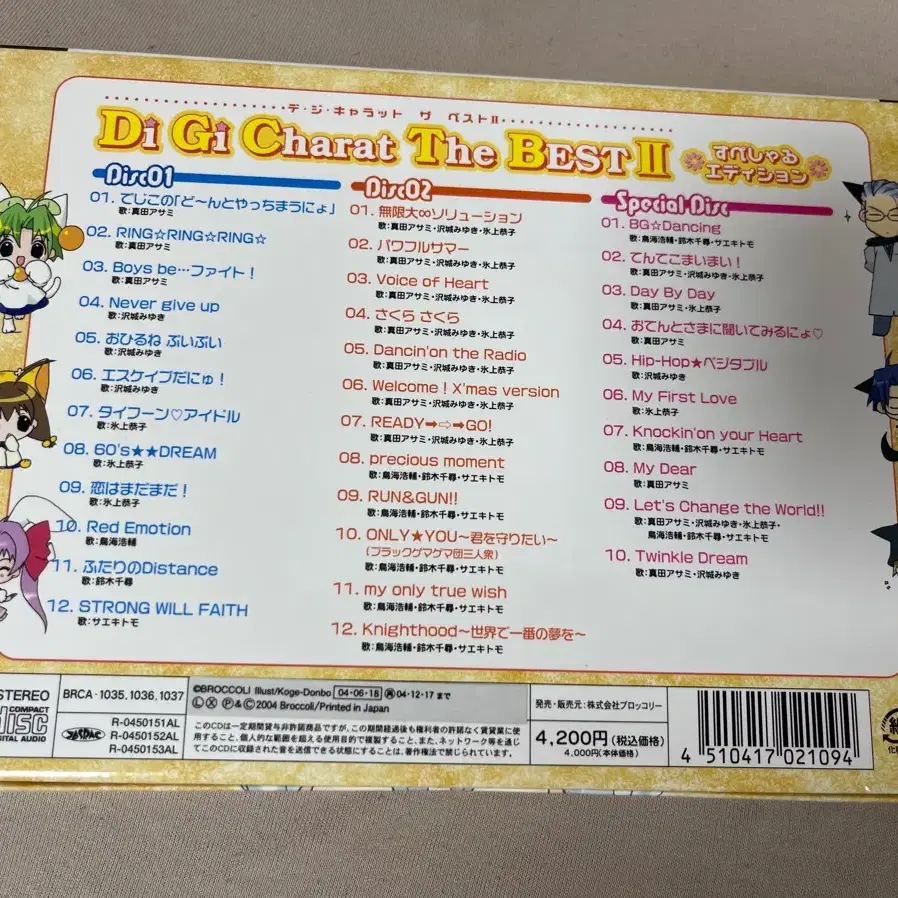 デ・ジ・キャラット ザ ベストII
Di Gi Charat The BEST II
すぺしゃる
エディション
Disc01
01. でじこの「ど〜んとやっちまうにょ」
歌：真田アサミ
02. RING☆RING☆RING☆
歌：真田アサミ
03. Boys be…ファイト！
歌：真田アサミ
04. Never give up
歌：沢城みゆき
05. おひるね ぷいぷい
歌：沢城みゆき
06. エスケイプだにゅ！
歌：沢城みゆき
07. タイフーン♡アイドル
歌：氷上恭子
08. 60's★★DREAM
歌：氷上恭子
09. 恋はまだまだ！
歌：氷上恭子
10. Red Emotion
歌：鳥海浩輔
11. ふたりのDistance
歌：鈴木千尋
12. STRONG WILL FAITH
歌：サエキトモ
Disc02
01. 無限大∞ソリューション
歌：真田アサミ・沢城みゆき・氷上恭子
02. パワフルサマー
歌：真田アサミ・沢城みゆき・氷上恭子
03. Voice of Heart
歌：真田アサミ・沢城みゆき・氷上恭子
04. さくら さくら
歌：真田アサミ・沢城みゆき・氷上恭子
05. Dancin'on the Radio
歌：真田アサミ・沢城みゆき・氷上恭子
06. Welcome！X'mas version
歌：真田アサミ・沢城みゆき・氷上恭子
07. READY➡⇨➡GO!
歌：真田アサミ・沢城みゆき・氷上恭子
08. precious moment
歌：鳥海浩輔・鈴木千尋・サエキトモ
09. RUN&GUN!!
歌：鳥海浩輔・鈴木千尋・サエキトモ
10. ONLY★YOU〜君を守りたい〜
（ブラックゲマゲマ団三人衆）
歌：鳥海浩輔・鈴木千尋・サエキトモ
11. my only true wish
歌：鳥海浩輔・鈴木千尋・サエキトモ
12. Knighthood〜世界で一番の夢を〜
歌：鳥海浩輔・鈴木千尋・サエキトモ
Special Disc
01. BG☆Dancing
歌：鳥海浩輔・鈴木千尋・サエキトモ
02. てんてこまいまい！
歌：真田アサミ・沢城みゆき・氷上恭子
03. Day By Day
歌：真田アサミ・氷上恭子
04. おてんとさまに聞いてみるにょ♡
歌：真田アサミ
05. Hip-Hop★ベジタブル
歌：沢城みゆき
06. My First Love
歌：氷上恭子
07. Knockin'on your Heart
歌：鳥海浩輔・鈴木千尋・サエキトモ
08. My Dear
歌：真田アサミ
09. Let's Change the World!!
歌：真田アサミ・沢城みゆき・氷上恭子・
鳥海浩輔・鈴木千尋・サエキトモ
10. Twinkle Dream
歌：真田アサミ・沢城みゆき
STEREO
COMPACT
DISC
DIGITAL AUDIO
BRCA-1035,1036,1037
JASRAC
R-0450151AL
R-0450152AL
R-0450153AL
©BROCCOLI Illust/Koge-Donbo 04・06・18 再 04・12・17まで
Ⓛ Ⓧ Ⓟ&Ⓒ2004 Broccoli/Printed in Japan
このCDは一定期間貸与非許諾商品ですが、この期間経過後も権利者の許諾なく賃貸業に
使用すること、個人的な範囲を超える使用目的で複製すること、また、ネットワーク等を通じ
てこのCDに収録された音を送信できる状態にすることは、著作権法で禁じられています。
発売・販売元：株式会社ブロッコリー
4,200円（税込価格）
4,000円（本体価格）
4 510417 021094